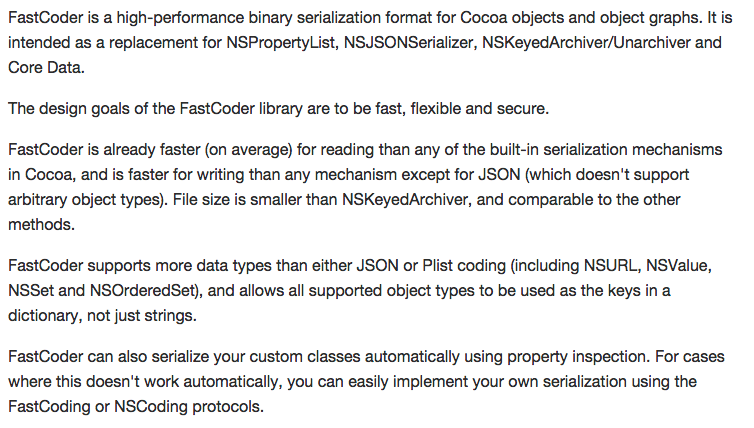 FastCoder is a high-performance binary serialization format for Cocoa objects and object graphs. It is
intended as a replacement for NSPropertyList, NSJSONSerializer, NSKeyedArchiver/Unarchiver and
Core Data.
The design goals of the FastCoder library are to be fast, flexible and secure.
FastCoder is already faster (on average) for reading than any of the built-in serialization mechanisms
in Cocoa, and is faster for writing than any mechanism except for JSON (which doesn't support
arbitrary object types). File size is smaller than NSKeyedArchiver, and comparable to the other
methods.
FastCoder supports more data types than either JSON or Plist coding (including NSURL, NSValue,
NSSet and NSOrderedSet), and allows all supported object types to be used as the keys in a
dictionary, not just strings.
FastCoder can also serialize your custom classes automatically using property inspection. For cases
where this doesn't work automatically, you can easily implement your own serialization using the
FastCoding or NSCoding protocols.